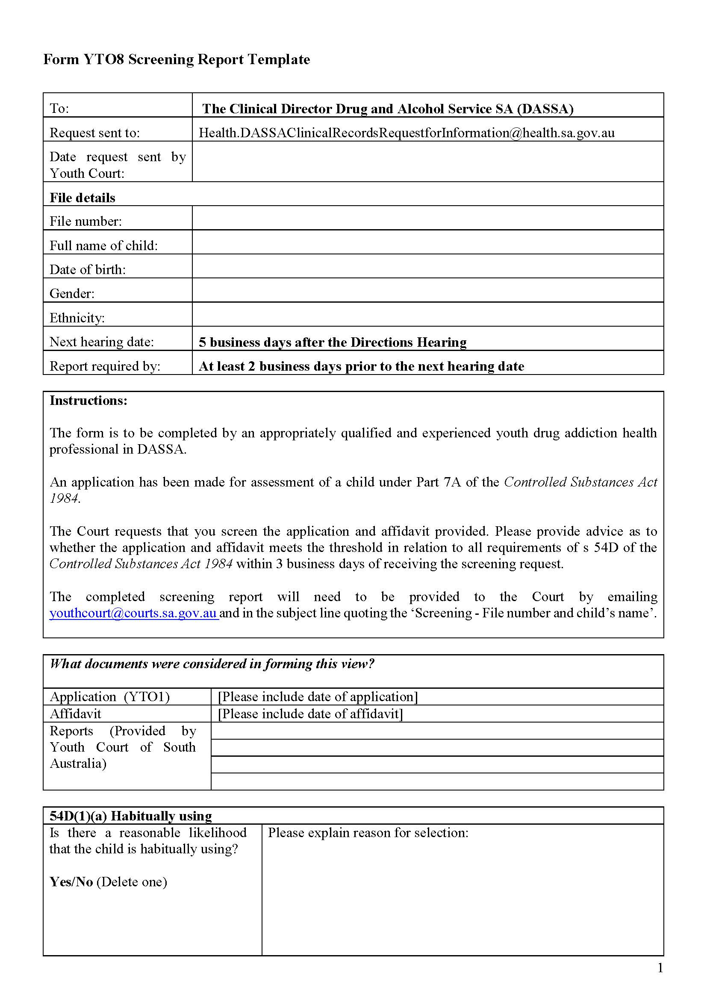 Form YTO8 Screening Report Template
To:
The Clinical Director Drug and Alcohol Service SA (DASSA)
Request sent to:
Health.DASSAClinicalRecordsRequestforInformation@health.sa.gov.au
Date request sent by
Youth Court:
File details
File number:
Full name of child:
Date of birth:
Gender:
Ethnicity:
Next hearing date:
5 business days after the Directions Hearing
Report required by:
At least 2 business days prior to the next hearing date
Instructions:
The form is to be completed by an appropriately qualified and experienced youth drug addiction health
professional in DASSA.
An application has been made for assessment of a child under Part 7A of the Controlled Substances Act
1984.
The Court requests that you screen the application and affidavit provided. Please provide advice as to
whether the application and affidavit meets the threshold in relation to all requirements of s 54D of the
Controlled Substances Act 1984 within 3 business days of receiving the screening request.
The completed screening report will need to be provided to the Court by emailing
youthcourt@courts.sa.gov.au and in the subject line quoting the ‘Screening - File number and child’s name’.
What documents were considered in forming this view?
Application (YTO1)
[Please include date of application]
Affidavit
[Please include date of affidavit]
Reports (Provided by
Youth Court of South
Australia)
54D(1)(a) Habitually using
Is there a reasonable likelihood
that the child is habitually using?
Yes/No (Delete one)
Please explain reason for selection:
1